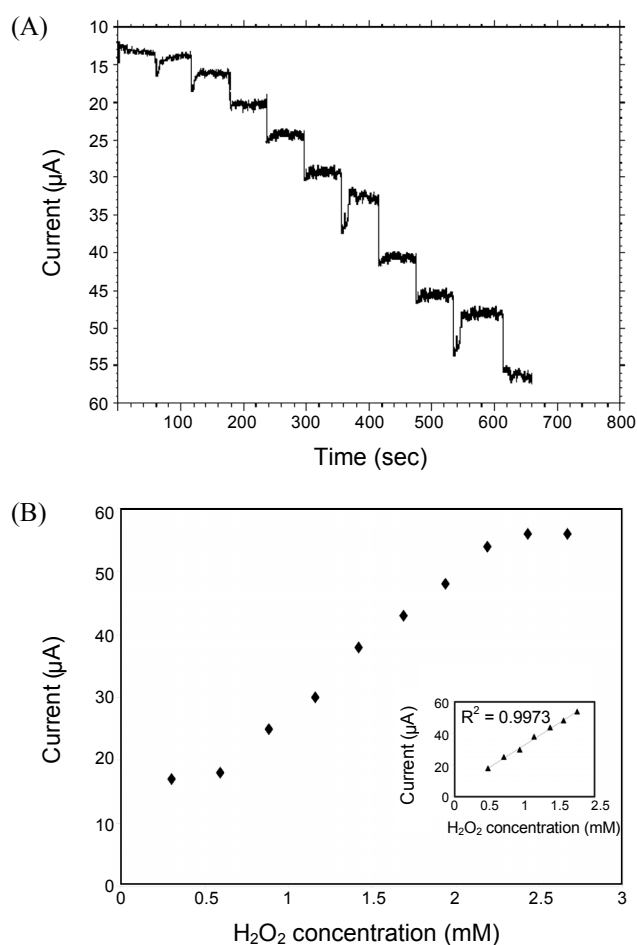 (A)
10
15
20
25
30
35
40
45
50
55
60
Current (µA)
100 200 300 400 500 600 700 800
Time (sec)
(B)
60
50
40
30
20
10
0
Current (µA)
0 0.5 1 1.5 2 2.5 3
H₂O₂ concentration (mM)
R² = 0.9973
60
40
20
0
Current (µA)
0 0.5 1 1.5 2 2.5
H₂O₂ concentration (mM)